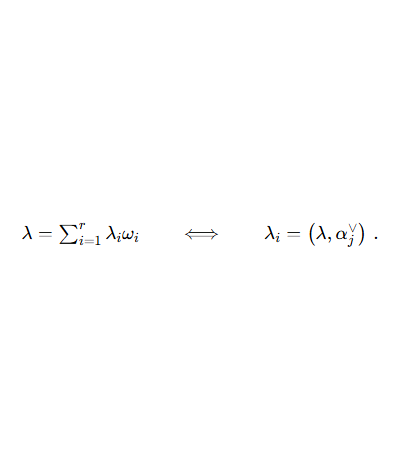 λ = ∑_{i=1}^{r} λ_i ω_i ⟺ λ_i = (λ, α_j^∨) .